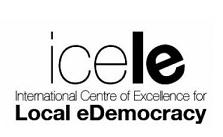 icele
International Centre of Excellence for
Local eDemocracy